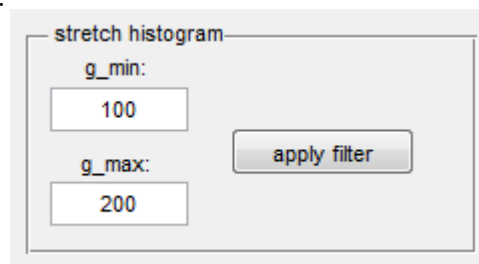 stretch histogram
g_min:
100
apply filter
g_max:
200